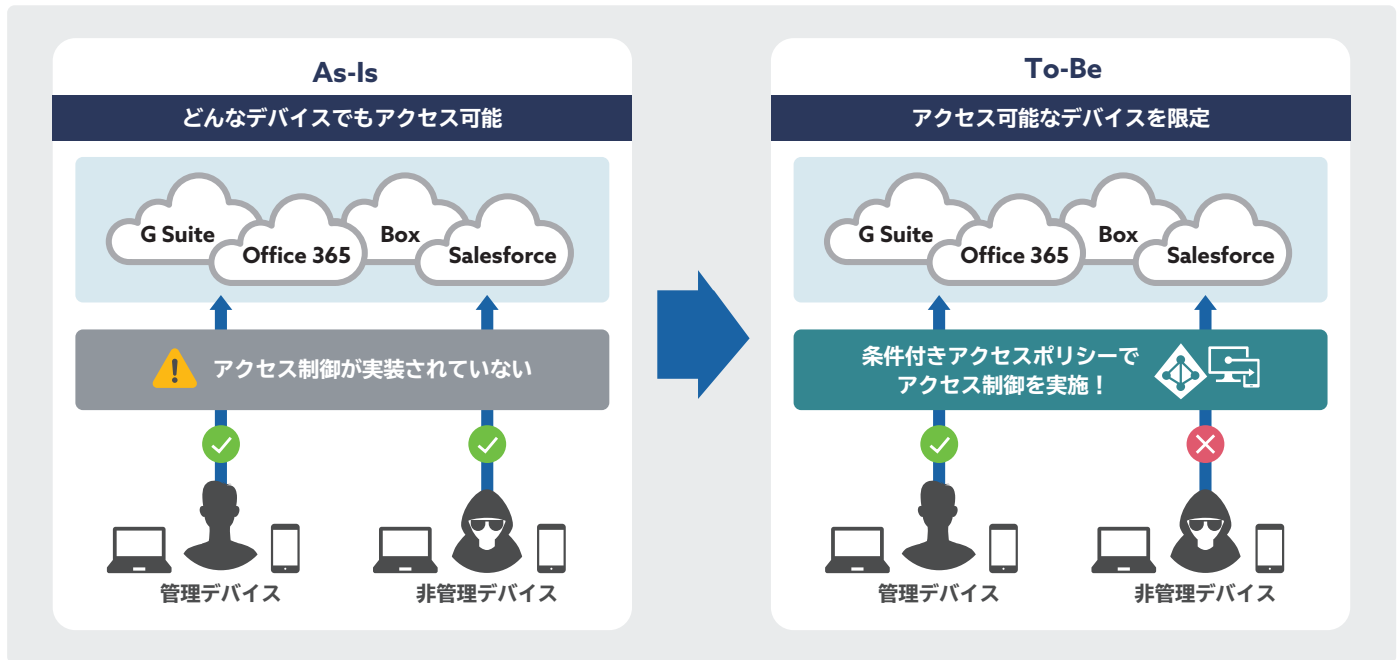 As-Is
どんなデバイスでもアクセス可能
G Suite
Office 365
Box
Salesforce
アクセス制御が実装されていない
管理デバイス
非管理デバイス
To-Be
アクセス可能なデバイスを限定
G Suite
Office 365
Box
Salesforce
条件付きアクセスポリシーで
アクセス制御を実施！
管理デバイス
非管理デバイス